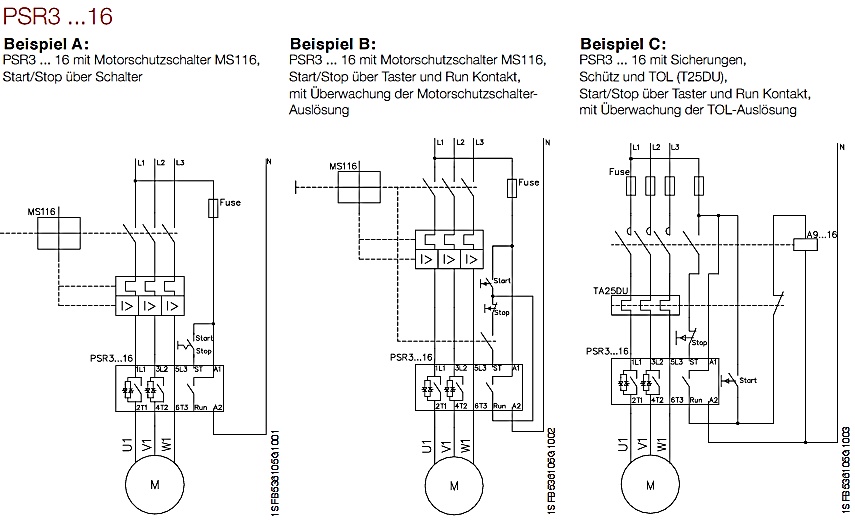 PSR3 ...16
Beispiel A:
PSR3 ... 16 mit Motorschutzschalter MS116,
Start/Stop über Schalter
Beispiel B:
PSR3 ... 16 mit Motorschutzschalter MS116,
Start/Stop über Taster und Run Kontakt,
mit Überwachung der Motorschutzschalter-
Auslösung
Beispiel C:
PSR3 ... 16 mit Sicherungen,
Schütz und TOL (T25DU),
Start/Stop über Taster und Run Kontakt,
mit Überwachung der TOL-Auslösung
L1 L2 L3 N
Fuse
MS116
I> I> I>
Start
Stop
PSR3...16
1L1 3L2 5L3 ST A1
2T1 4T2 6T3 Run A2
U1 V1 W1
M
1SFB536105G1001
L1 L2 L3 N
MS116
Fuse
I> I> I>
Start
Stop
PSR3...16
1L1 3L2 5L3 ST A1
2T1 4T2 6T3 Run A2
U1 V1 W1
M
1SFB536105G1002
L1 L2 L3 N
Fuse
A9...16
TA25DU
Stop
PSR3...16
1L1 3L2 5L3 ST A1
Start
2T1 4T2 6T3 Run A2
U1 V1 W1
M
1SFB536105G1003